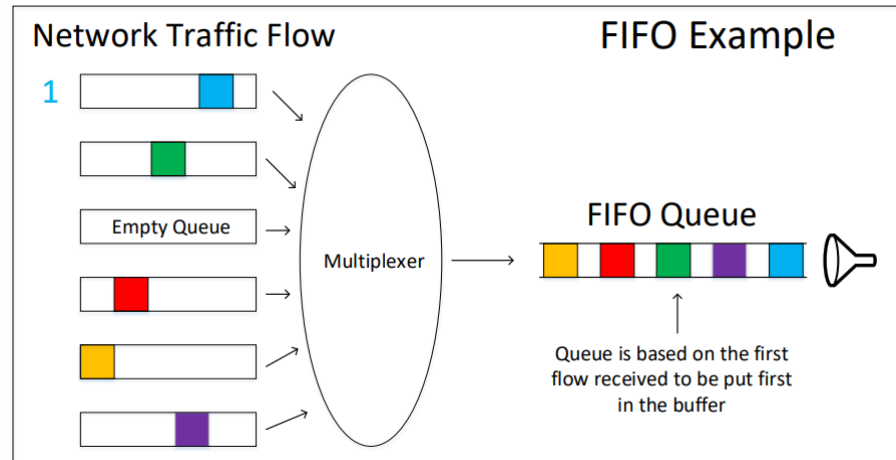 Network Traffic Flow
FIFO Example
1
Empty Queue
Multiplexer
FIFO Queue
Queue is based on the first
flow received to be put first
in the buffer